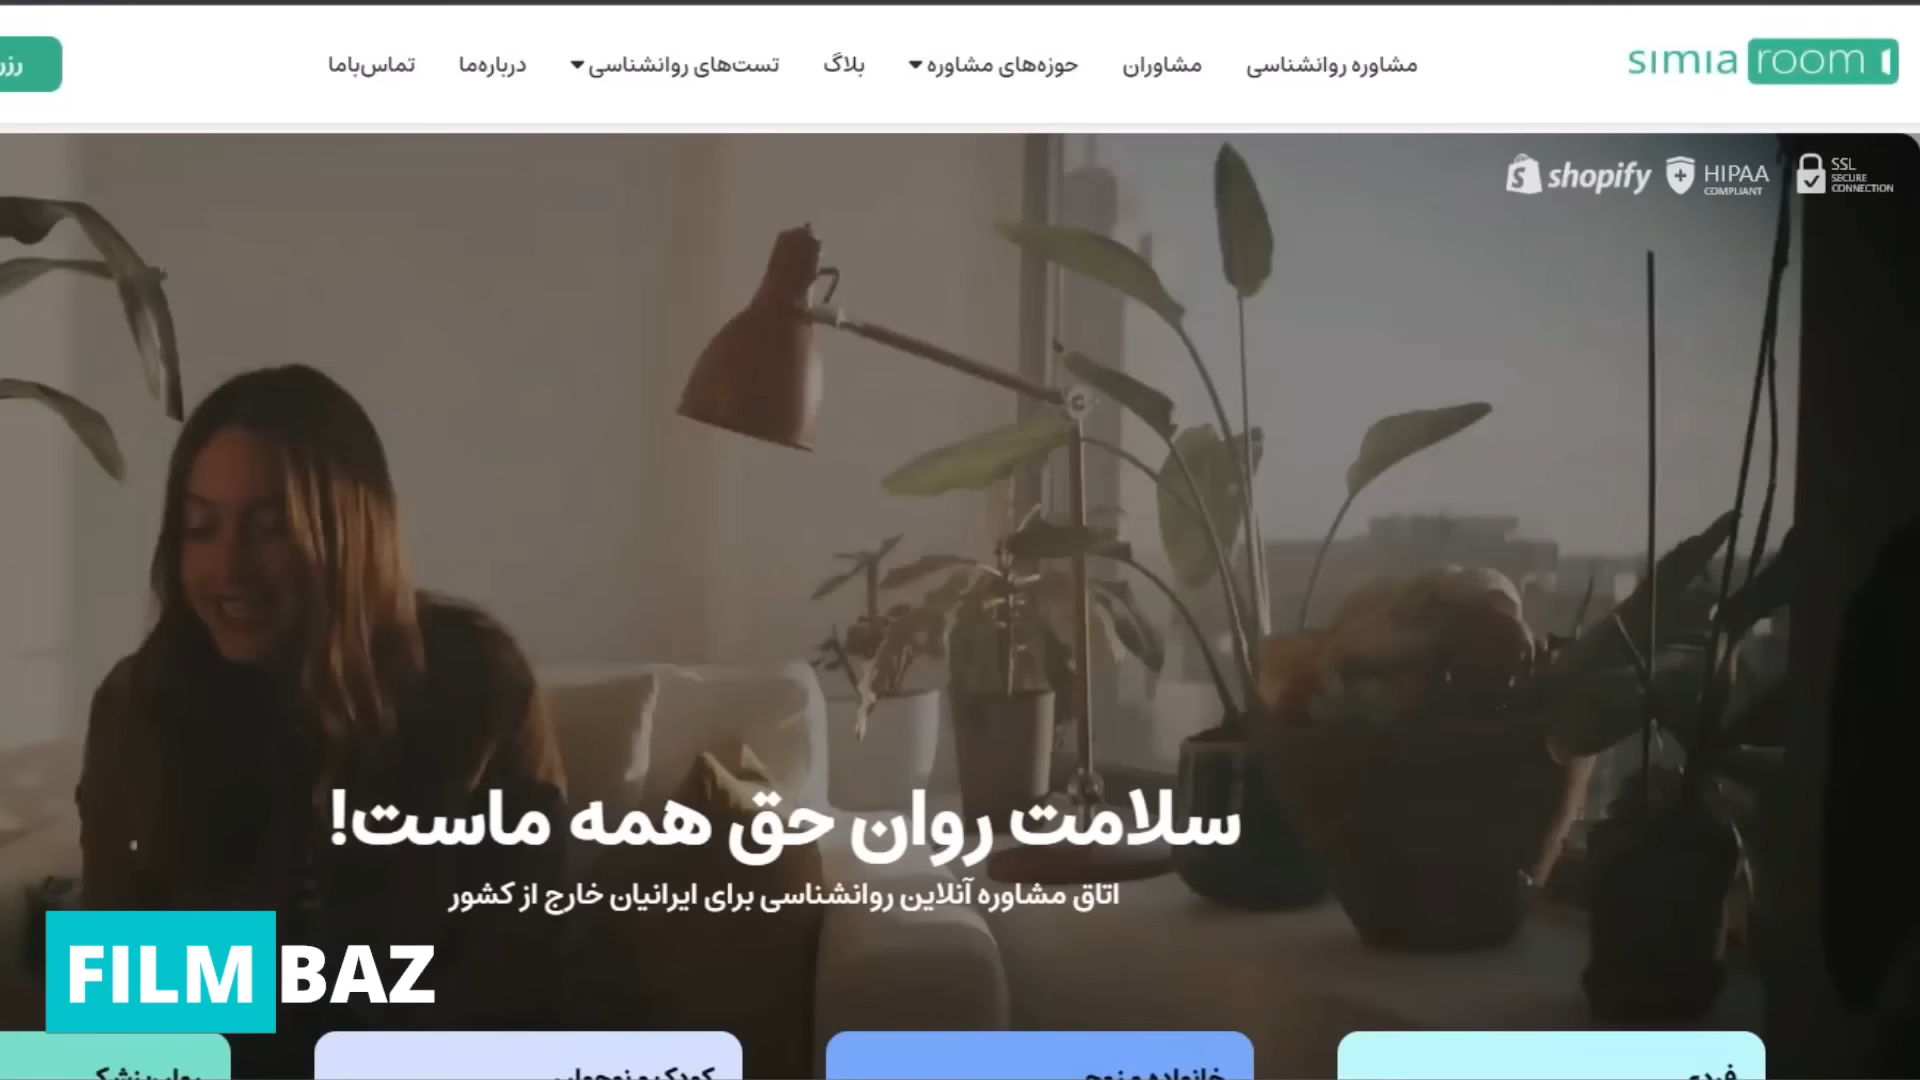 simia room
مشاوره روانشناسی مشاوران حوزه‌های مشاوره بلاگ تست‌های روانشناسی درباره‌ما تماس‌باما
shopify HIPAA COMPLIANT SSL SECURE CONNECTION
سلامت روان حق همه ماست!
اتاق مشاوره آنلاین روانشناسی برای ایرانیان خارج از کشور
FILM BAZ